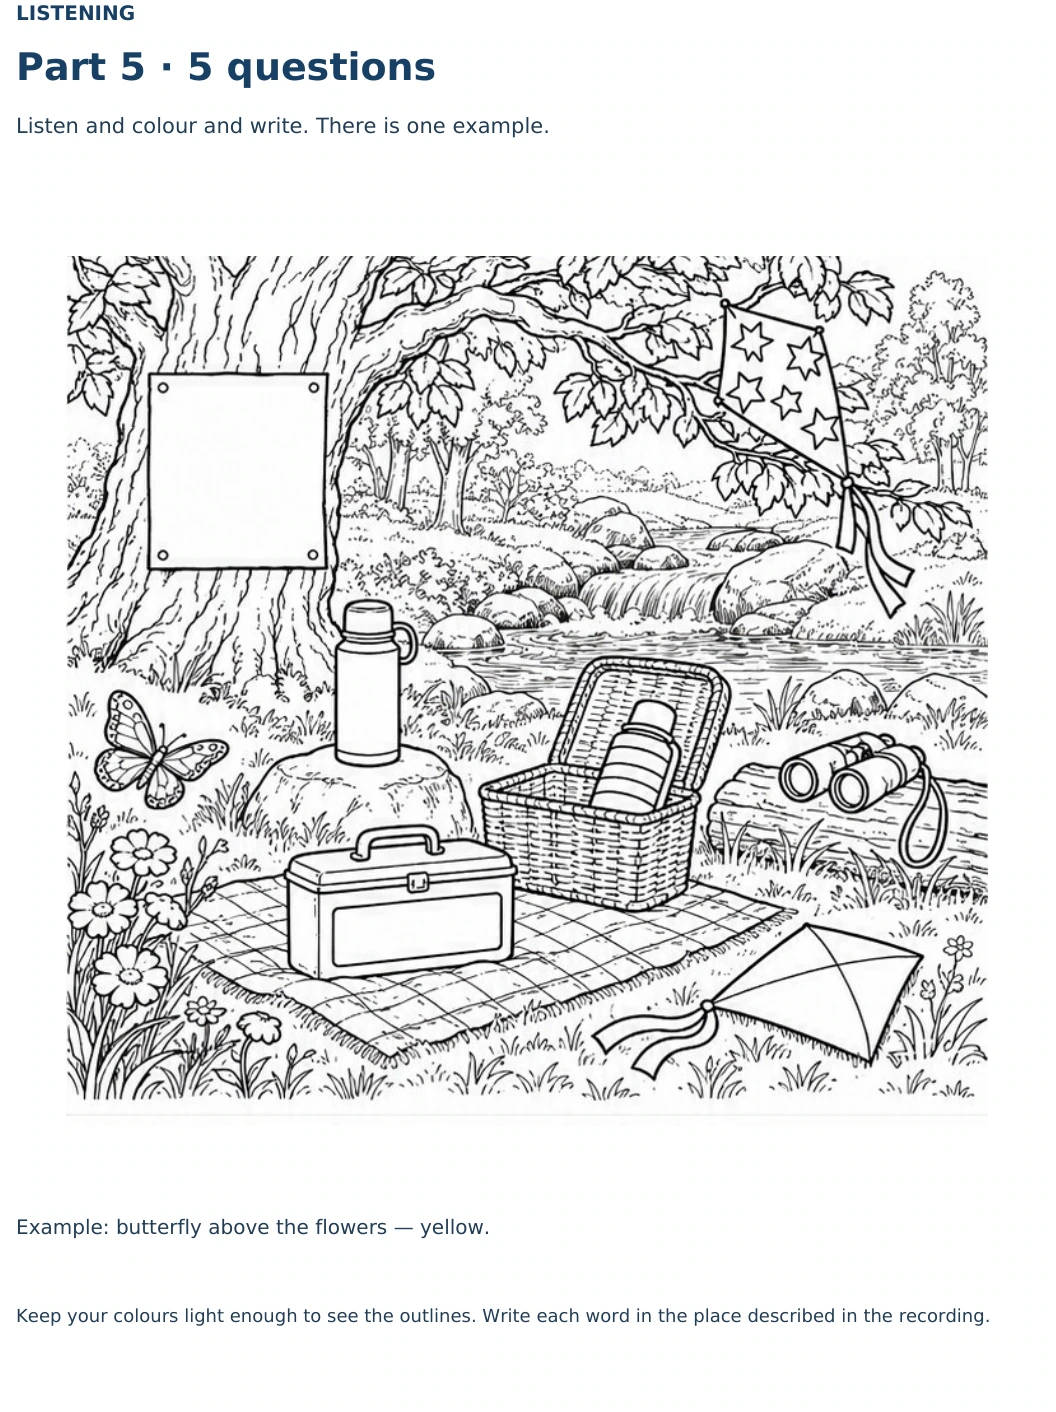 LISTENING
Part 5 · 5 questions
Listen and colour and write. There is one example.
Example: butterfly above the flowers — yellow.
Keep your colours light enough to see the outlines. Write each word in the place described in the recording.